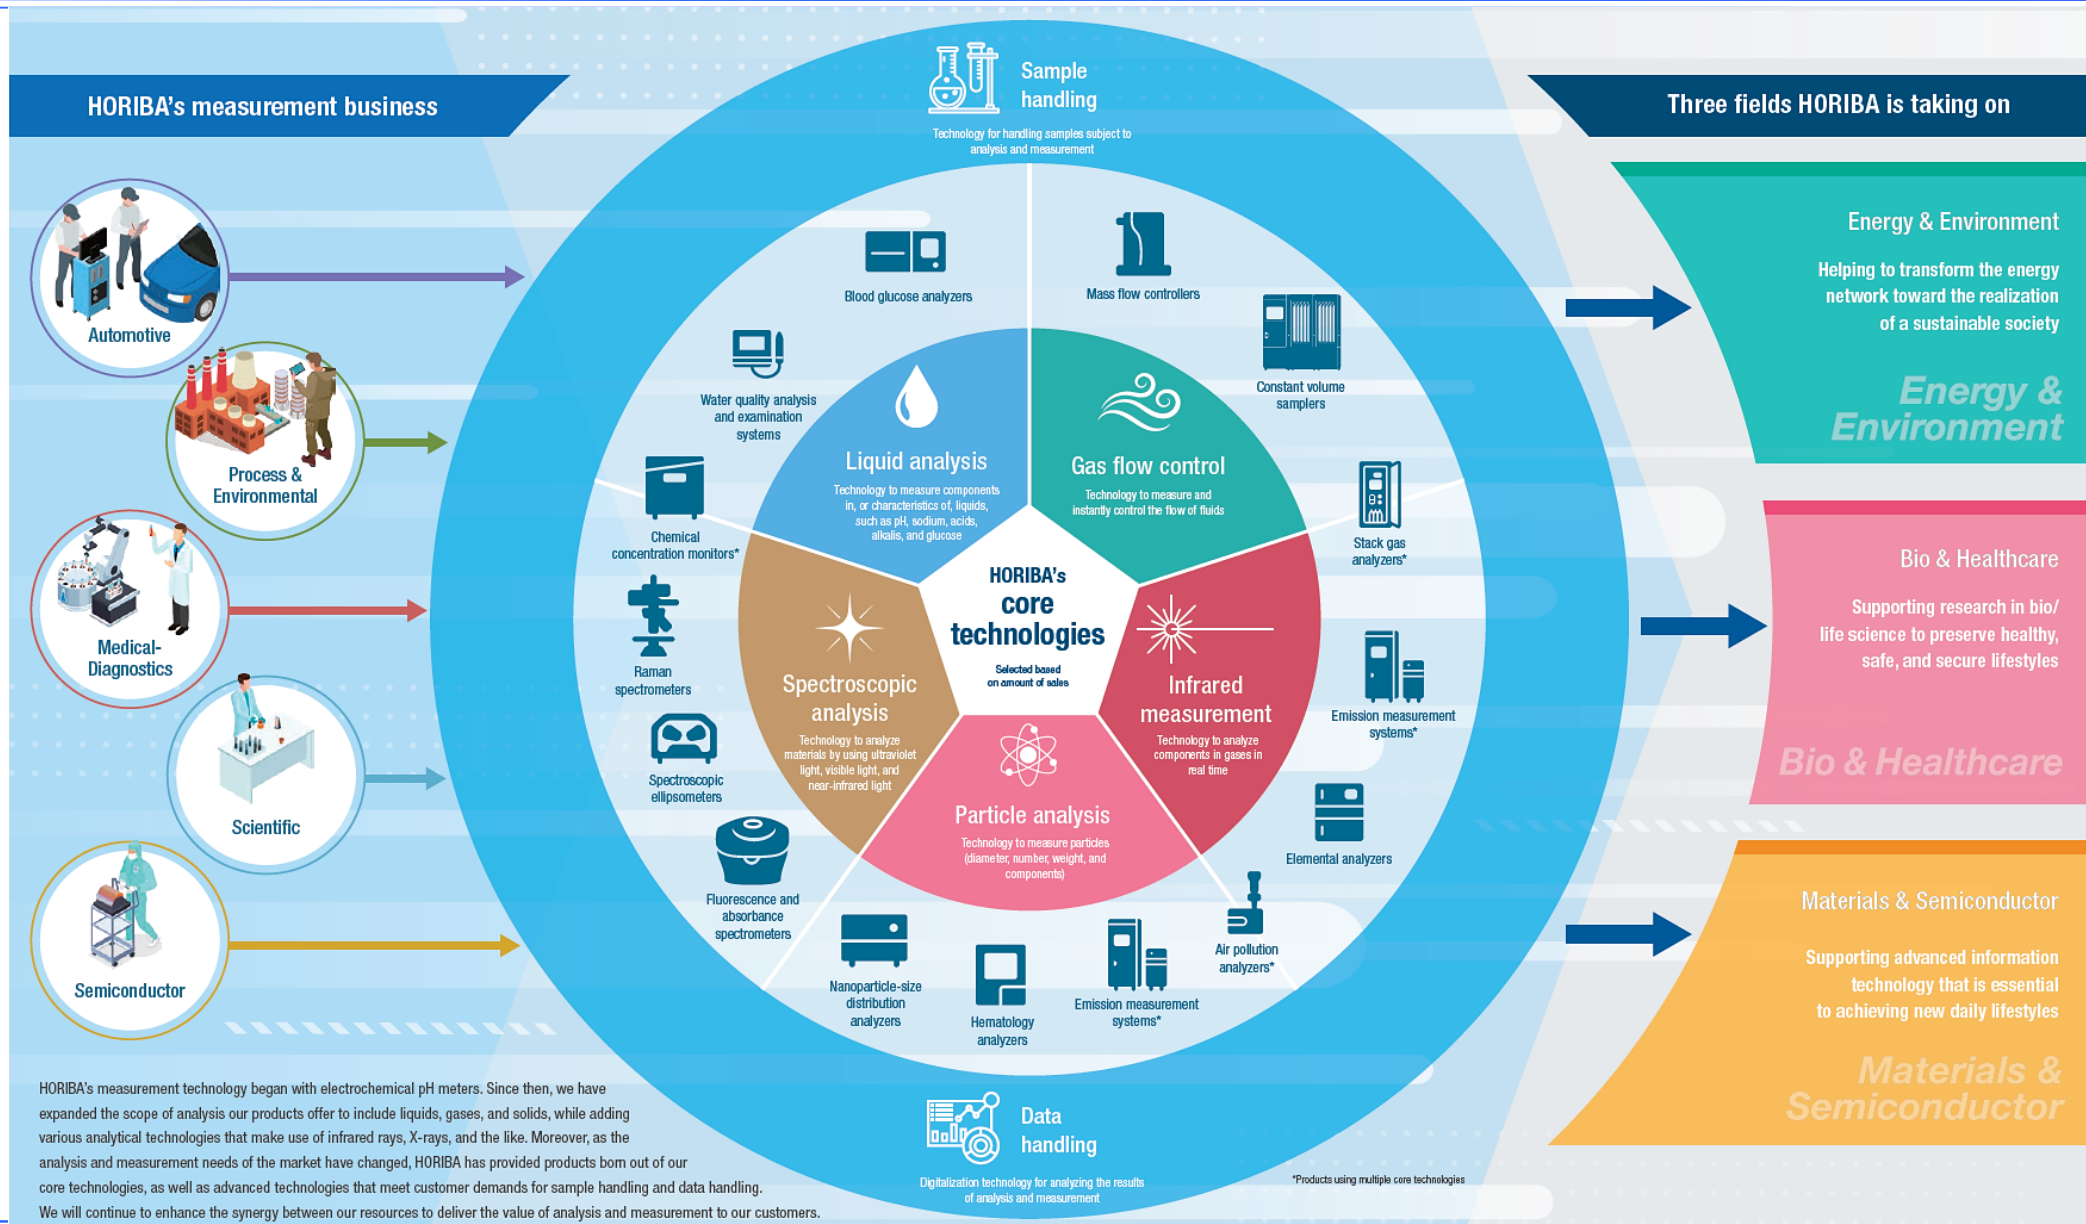 HORIBA's measurement business
Automotive
Process &
Environmental
Medical-
Diagnostics
Scientific
Semiconductor
Sample
handling
Technology for handling samples subject to
analysis and measurement
Blood glucose analyzers
Water quality analysis
and examination
systems
Chemical
concentration monitors*
Raman
spectrometers
Spectroscopic
ellipsometers
Fluorescence and
absorbance
spectrometers
Nanoparticle-size
distribution
analyzers
Hematology
analyzers
Emission measurement
systems*
Air pollution
analyzers*
Elemental analyzers
Emission measurement
systems*
Stack gas
analyzers*
Constant volume
samplers
Mass flow controllers
Liquid analysis
Technology to measure components
in, or characteristics of, liquids,
such as pH, sodium, acids,
alkalis, and glucose
Gas flow control
Technology to measure and
instantly control the flow of fluids
HORIBA's
core
technologies
Selected based
on amount of sales
Spectroscopic
analysis
Technology to analyze
materials by using ultraviolet
light, visible light, and
near-infrared light
Infrared
measurement
Technology to analyze
components in gases in
real time
Particle analysis
Technology to measure particles
(diameter, number, weight, and
components)
Data
handling
Digitalization technology for analyzing the results
of analysis and measurement
Three fields HORIBA is taking on
Energy & Environment
Helping to transform the energy
network toward the realization
of a sustainable society
Energy &
Environment
Bio & Healthcare
Supporting research in bio/
life science to preserve healthy,
safe, and secure lifestyles
Bio & Healthcare
Materials & Semiconductor
Supporting advanced information
technology that is essential
to achieving new daily lifestyles
Materials &
Semiconductor
HORIBA's measurement technology began with electrochemical pH meters. Since then, we have
expanded the scope of analysis our products offer to include liquids, gases, and solids, while adding
various analytical technologies that make use of infrared rays, X-rays, and the like. Moreover, as the
analysis and measurement needs of the market have changed, HORIBA has provided products born out of our
core technologies, as well as advanced technologies that meet customer demands for sample handling and data handling.
We will continue to enhance the synergy between our resources to deliver the value of analysis and measurement to our customers.
*Products using multiple core technologies